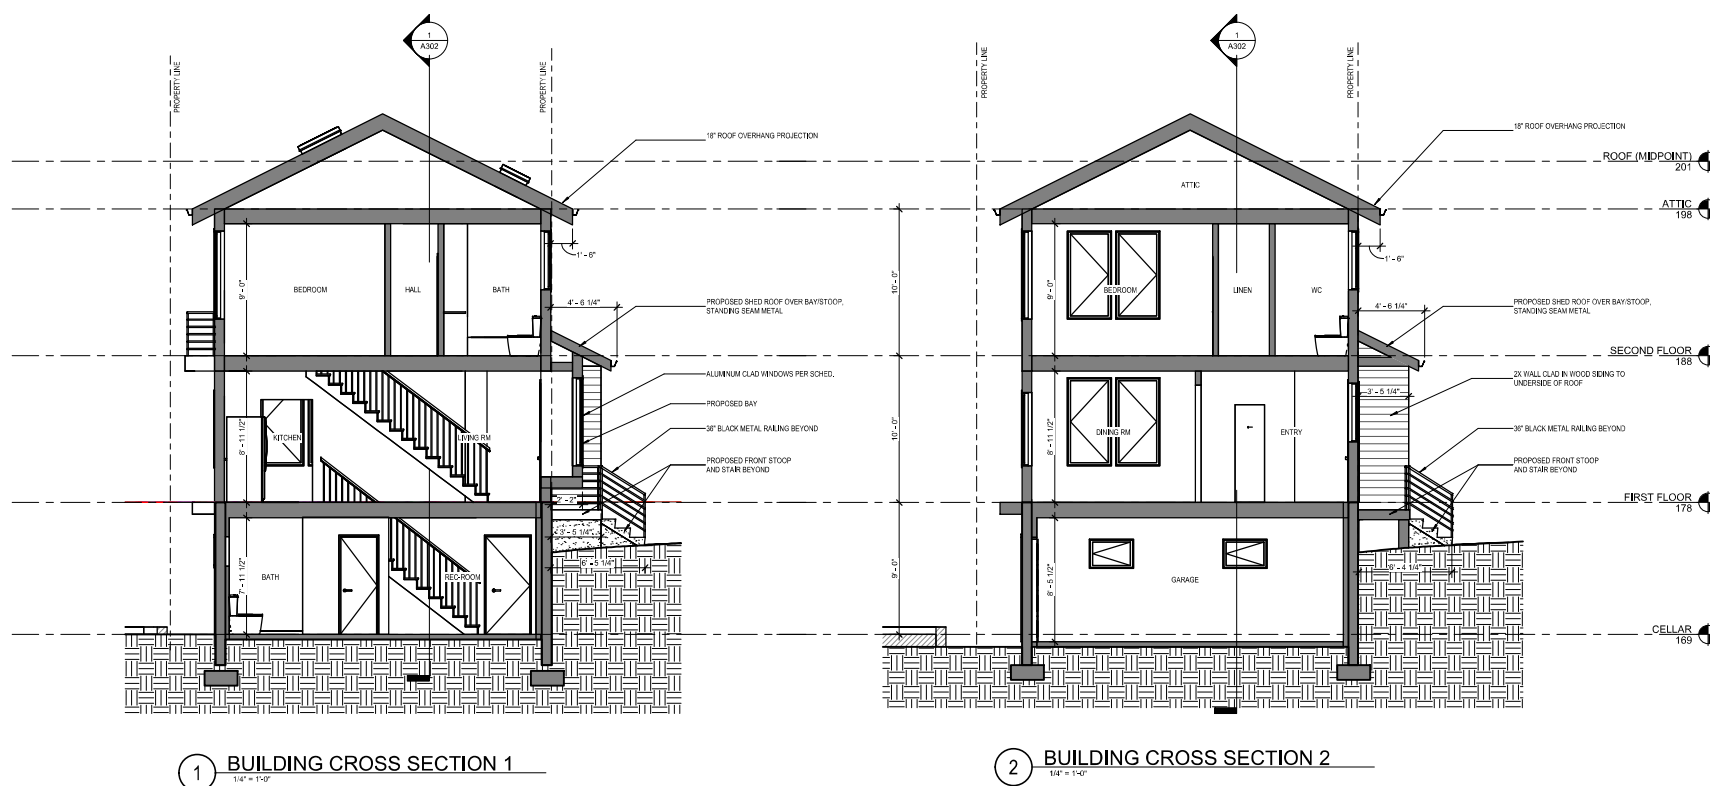 1
A302
PROPERTY LINE
PROPERTY LINE
18" ROOF OVERHANG PROJECTION
1' - 6"
9' - 0"
BEDROOM
HALL
BATH
4' - 6 1/4"
PROPOSED SHED ROOF OVER BAY/STOOP,
STANDING SEAM METAL
ALUMINUM CLAD WINDOWS PER SCHED.
PROPOSED BAY
36" BLACK METAL RAILING BEYOND
PROPOSED FRONT STOOP
AND STAIR BEYOND
8' - 11 1/2"
KITCHEN
LIVING RM
2' - 2"
3' - 5 1/4"
6' - 5 1/4"
7' - 11 1/2"
BATH
REC-ROOM
1
BUILDING CROSS SECTION 1
1/4" = 1'-0"
1
A302
PROPERTY LINE
PROPERTY LINE
18" ROOF OVERHANG PROJECTION
ATTIC
1' - 6"
10' - 0"
9' - 0"
BEDROOM
LINEN
WC
4' - 6 1/4"
PROPOSED SHED ROOF OVER BAY/STOOP,
STANDING SEAM METAL
2X WALL CLAD IN WOOD SIDING TO
UNDERSIDE OF ROOF
3' - 5 1/4"
36" BLACK METAL RAILING BEYOND
PROPOSED FRONT STOOP
AND STAIR BEYOND
10' - 0"
8' - 11 1/2"
DINING RM
ENTRY
9' - 0"
8' - 5 1/2"
GARAGE
6' - 4 1/4"
ROOF (MIDPOINT)
201
ATTIC
198
SECOND FLOOR
188
FIRST FLOOR
178
CELLAR
169
2
BUILDING CROSS SECTION 2
1/4" = 1'-0"